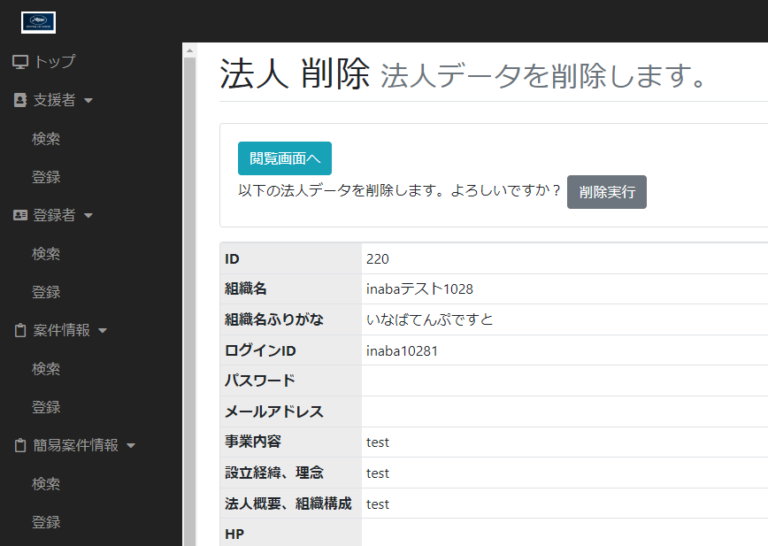 トップ
支援者
検索
登録
登録者
検索
登録
案件情報
検索
登録
簡易案件情報
検索
登録
法人 削除 法人データを削除します。
閲覧画面へ
以下の法人データを削除します。よろしいですか？ 削除実行
ID 220
組織名 inabaテスト1028
組織名ふりがな いなばてんぷですと
ログインID inaba10281
パスワード
メールアドレス
事業内容 test
設立経緯、理念 test
法人概要、組織構成 test
HP